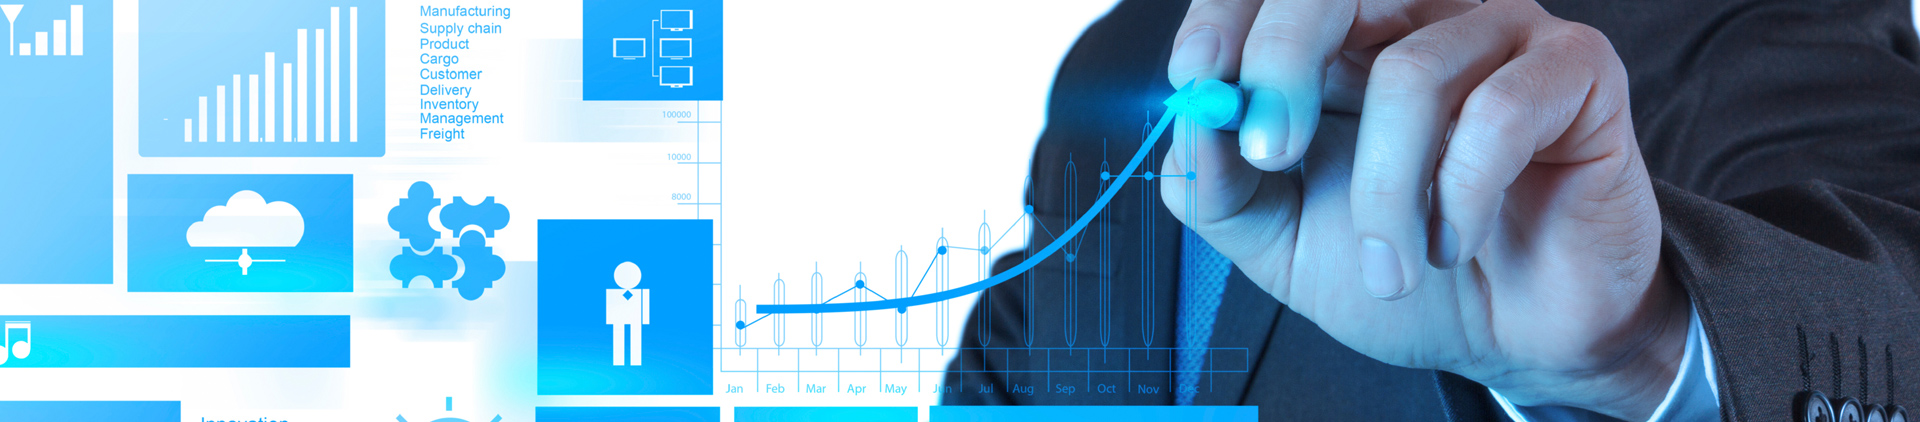 Manufacturing
Supply chain
Product
Cargo
Customer
Delivery
Inventory
Management
Freight
100000
10000
8000
Jan Feb Mar Apr May Jun Jul Aug Sep Oct Nov Dec
Innovation